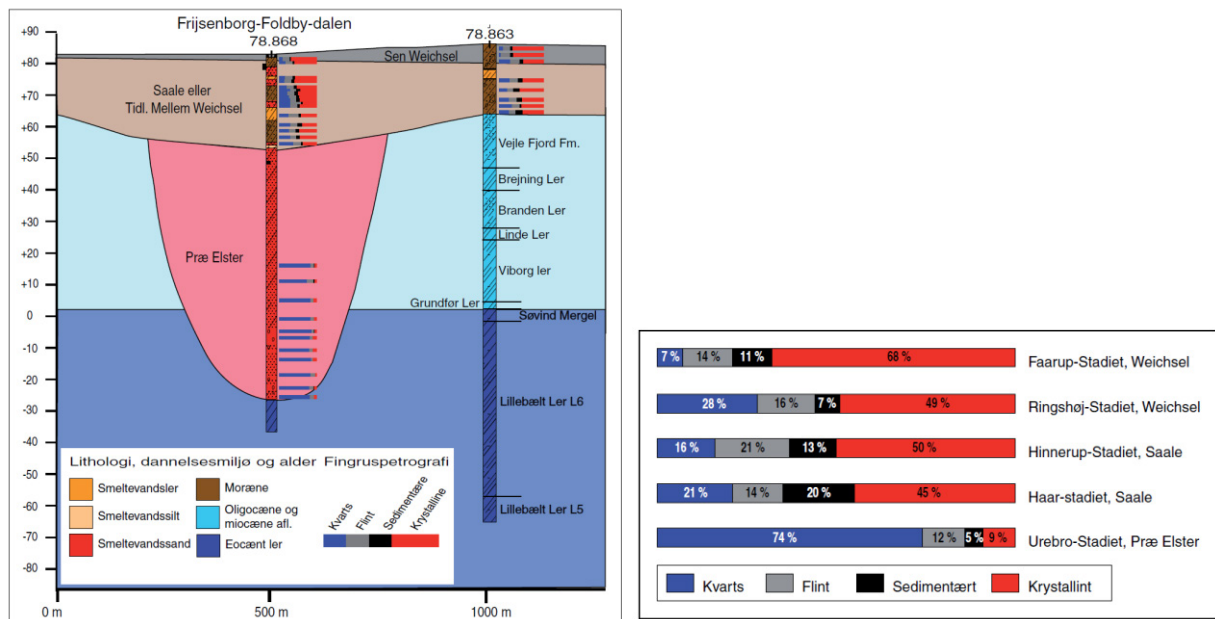 Frijsenborg-Foldby-dalen
78.868
78.863
+90
+80
+70
+60
+50
+40
+30
+20
+10
0
-10
-20
-30
-40
-50
-60
-70
-80
Sen Weichsel
Saale eller
Tidl. Mellem Weichsel
Præ Elster
Vejle Fjord Fm.
Brejning Ler
Branden Ler
Linde Ler
Viborg ler
Grundfør Ler
Søvind Mergel
Lillebælt Ler L6
Lillebælt Ler L5
Lithologi, dannelsesmiljø og alder
Smeltevandsler
Smeltevandssilt
Smeltevandssand
Moræne
Oligocæne og
miocæne afl.
Eocænt ler
Fingruspetrografi
Kvarts
Flint
Sedimentære
Krystalline
0 m
500 m
1000 m
7 % 14 % 11 % 68 % Faarup-Stadiet, Weichsel
28 % 16 % 7 % 49 % Ringshøj-Stadiet, Weichsel
16 % 21 % 13 % 50 % Hinnerup-Stadiet, Saale
21 % 14 % 20 % 45 % Haar-stadiet, Saale
74 % 12 % 5 % 9 % Urebro-Stadiet, Præ Elster
Kvarts Flint Sedimentært Krystallint